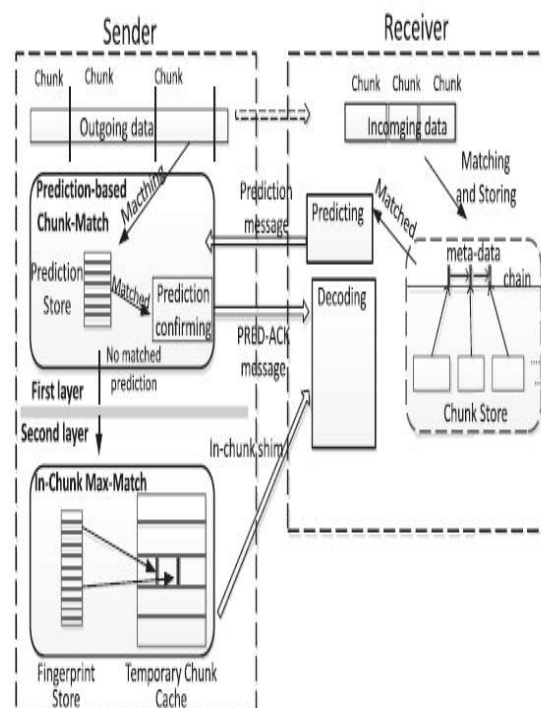 Sender
Receiver
Chunk Chunk Chunk
Outgoing data
Chunk Chunk Chunk
Incomging data
Macthing
Matching
and Storing
Prediction-based
Chunk-Match
Prediction
Store
Matched
Prediction
confirming
Prediction
message
Predicting
Matched
meta-data
chain
Chunk Store
PRED-ACK
message
Decoding
No matched
prediction
First layer
Second layer
In-chunk shim
In-Chunk Max-Match
Fingerprint
Store
Temporary Chunk
Cache